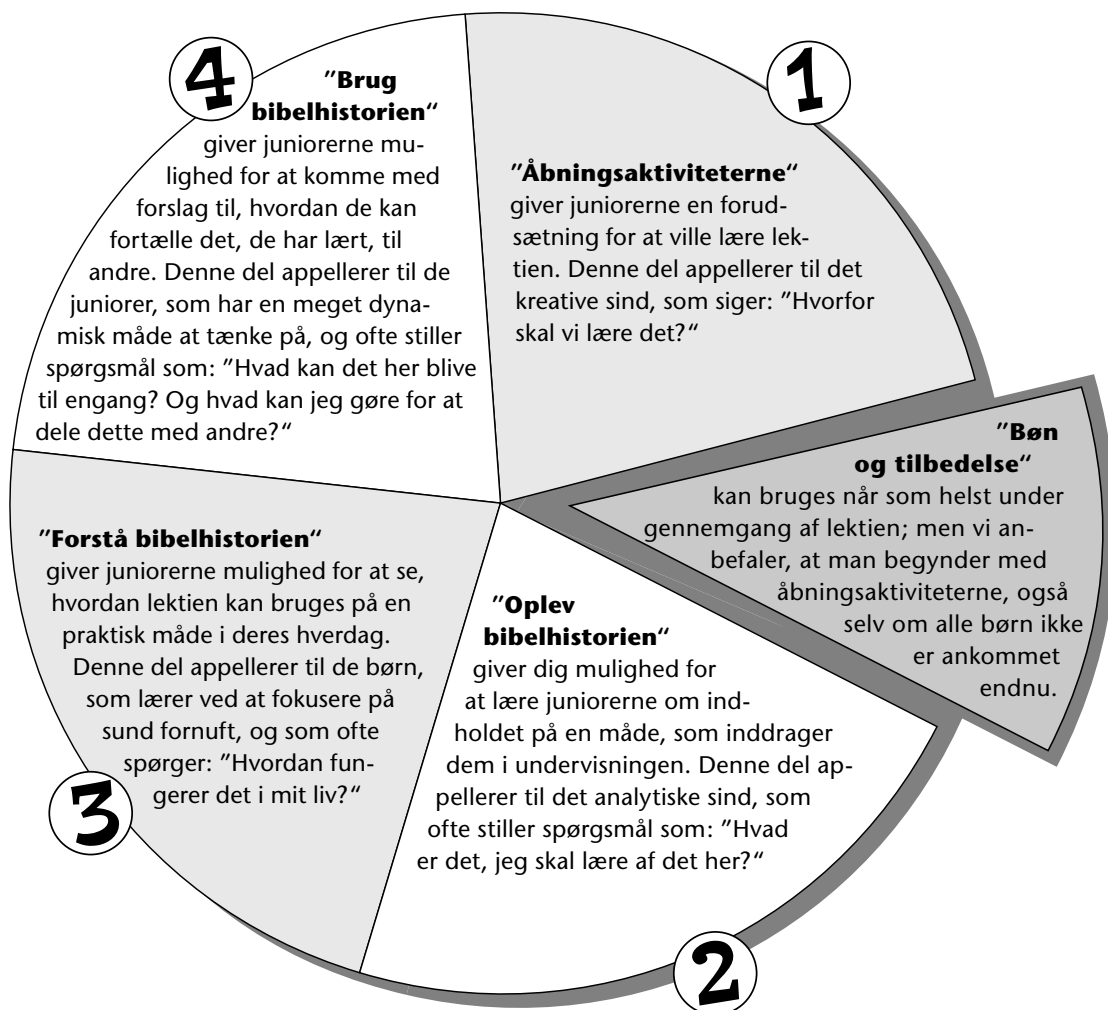 1
"Åbningsaktiviteterne"
giver juniorerne en forud-
sætning for at ville lære lek-
tien. Denne del appellerer til det
kreative sind, som siger: "Hvorfor
skal vi lære det?"
"Bøn
og tilbedelse"
kan bruges når som helst under
gennemgang af lektien; men vi an-
befaler, at man begynder med
åbningsaktiviteterne, også
selv om alle børn ikke
er ankommet
endnu.
2
"Oplev
bibelhistorien"
giver dig mulighed for
at lære juniorerne om ind-
holdet på en måde, som inddrager
dem i undervisningen. Denne del ap-
pellerer til det analytiske sind, som
ofte stiller spørgsmål som: "Hvad
er det, jeg skal lære af det her?"
3
"Forstå bibelhistorien"
giver juniorerne mulighed for at se,
hvordan lektien kan bruges på en
praktisk måde i deres hverdag.
Denne del appellerer til de børn,
som lærer ved at fokusere på
sund fornuft, og som ofte
spørger: "Hvordan fun-
gerer det i mit liv?"
4
"Brug
bibelhistorien"
giver juniorerne mu-
lighed for at komme med
forslag til, hvordan de kan
fortælle det, de har lært, til
andre. Denne del appellerer til de
juniorer, som har en meget dyna-
misk måde at tænke på, og ofte stiller
spørgsmål som: "Hvad kan det her blive
til engang? Og hvad kan jeg gøre for at
dele dette med andre?"